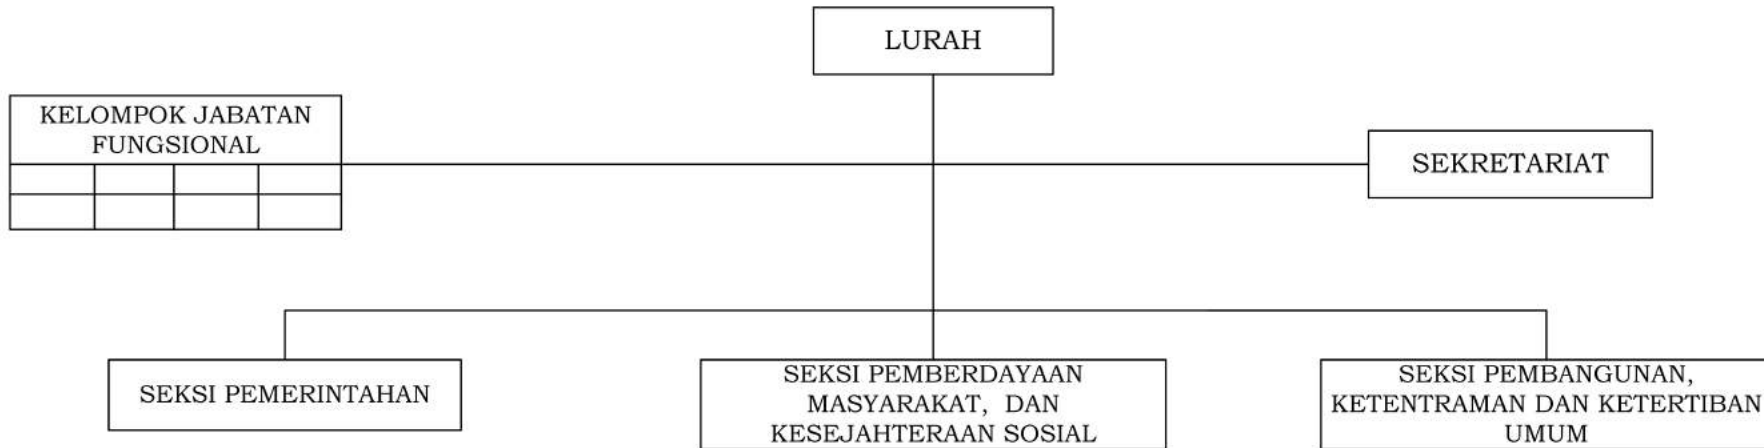 LURAH
KELOMPOK JABATAN
FUNGSIONAL
SEKRETARIAT
SEKSI PEMERINTAHAN
SEKSI PEMBERDAYAAN
MASYARAKAT, DAN
KESEJAHTERAAN SOSIAL
SEKSI PEMBANGUNAN,
KETENTRAMAN DAN KETERTIBAN
UMUM